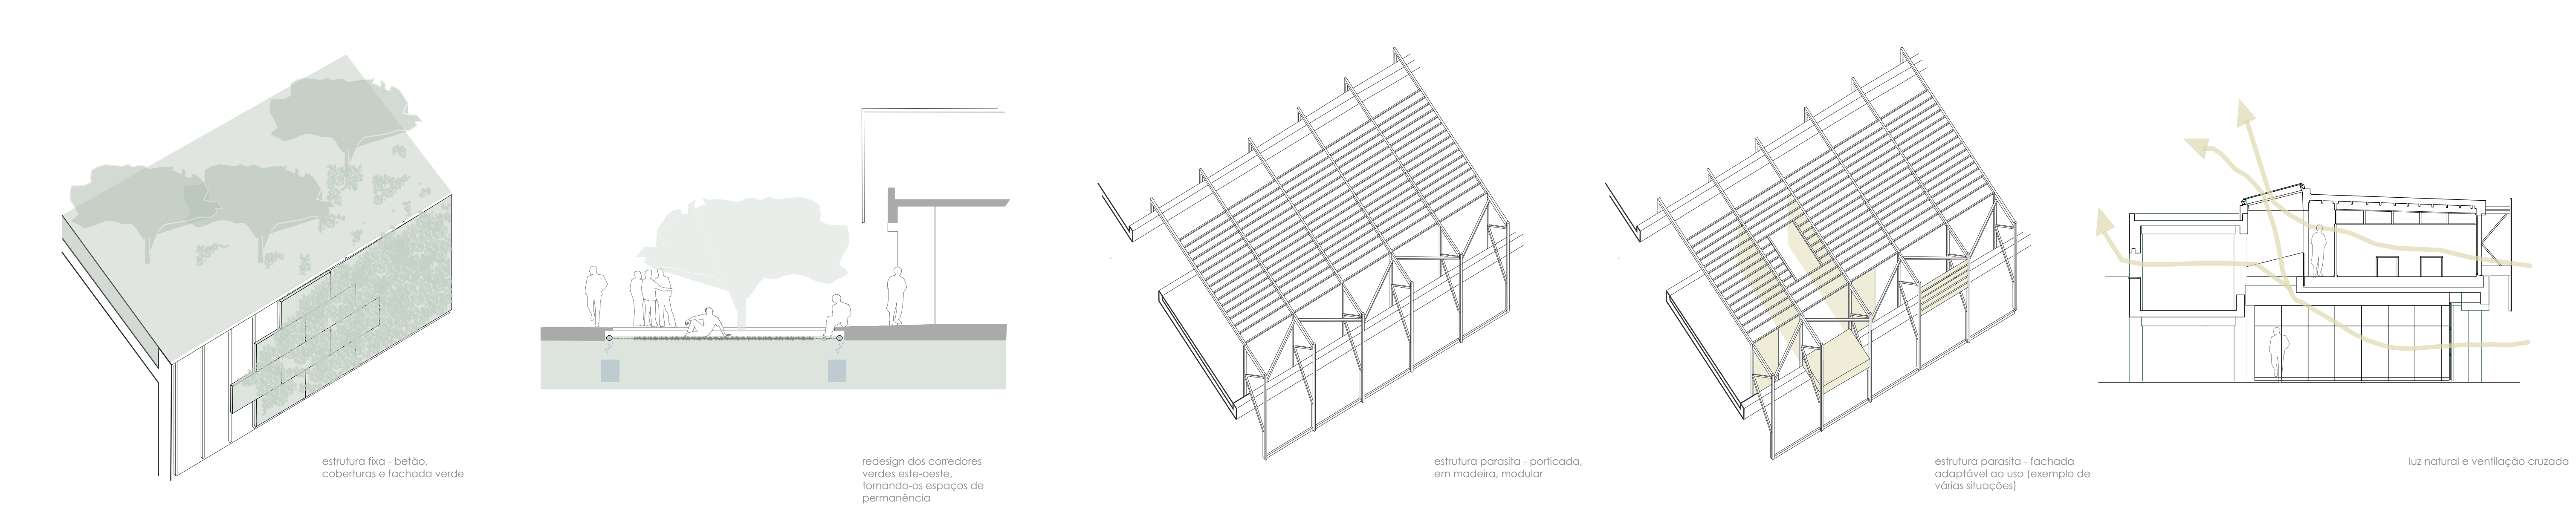 estrutura fixa - betão,
coberturas e fachada verde
redesign dos corredores
verdes este-oeste,
tornando-os espaços de
permanência
estrutura parasita - porticada,
em madeira, modular
estrutura parasita - fachada
adaptável ao uso (exemplo de
várias situações)
luz natural e ventilação cruzada